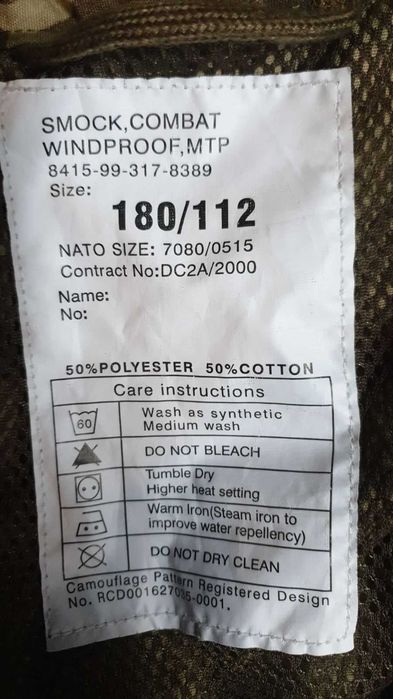 SMOCK,COMBAT
WINDPROOF,MTP
8415-99-317-8389
Size:
180/112
NATO SIZE: 7080/0515
Contract No:DC2A/2000
Name:
No:
50%POLYESTER 50%COTTON
Care instructions
60
Wash as synthetic
Medium wash
DO NOT BLEACH
Tumble Dry
Higher heat setting
Warm Iron(Steam iron to
improve water repellency)
DO NOT DRY CLEAN
Camouflage Pattern Registered Design
No. RCD001627035-0001.